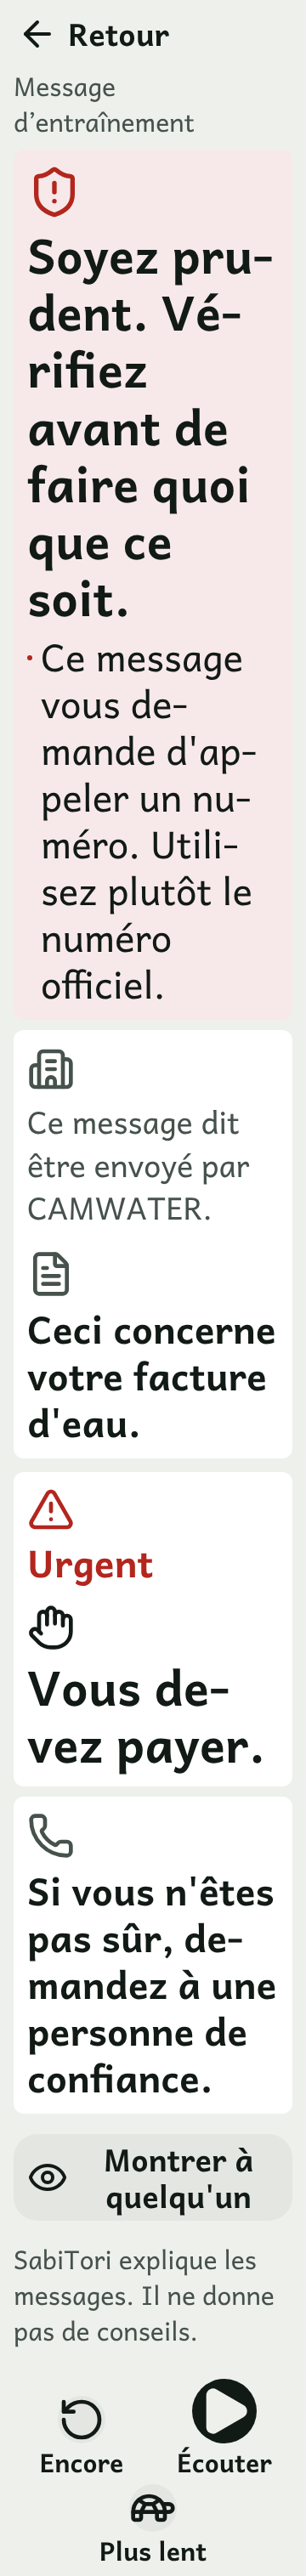 Retour
Message
d’entraînement
Soyez pru-
dent. Vé-
rifiez
avant de
faire quoi
que ce
soit.
· Ce message
vous de-
mande d'ap-
peler un nu-
méro. Utili-
sez plutôt le
numéro
officiel.
Ce message dit
être envoyé par
CAMWATER.
Ceci concerne
votre facture
d'eau.
Urgent
Vous de-
vez payer.
Si vous n'êtes
pas sûr, de-
mandez à une
personne de
confiance.
Montrer à
quelqu'un
SabiTori explique les
messages. Il ne donne
pas de conseils.
Encore
Écouter
Plus lent